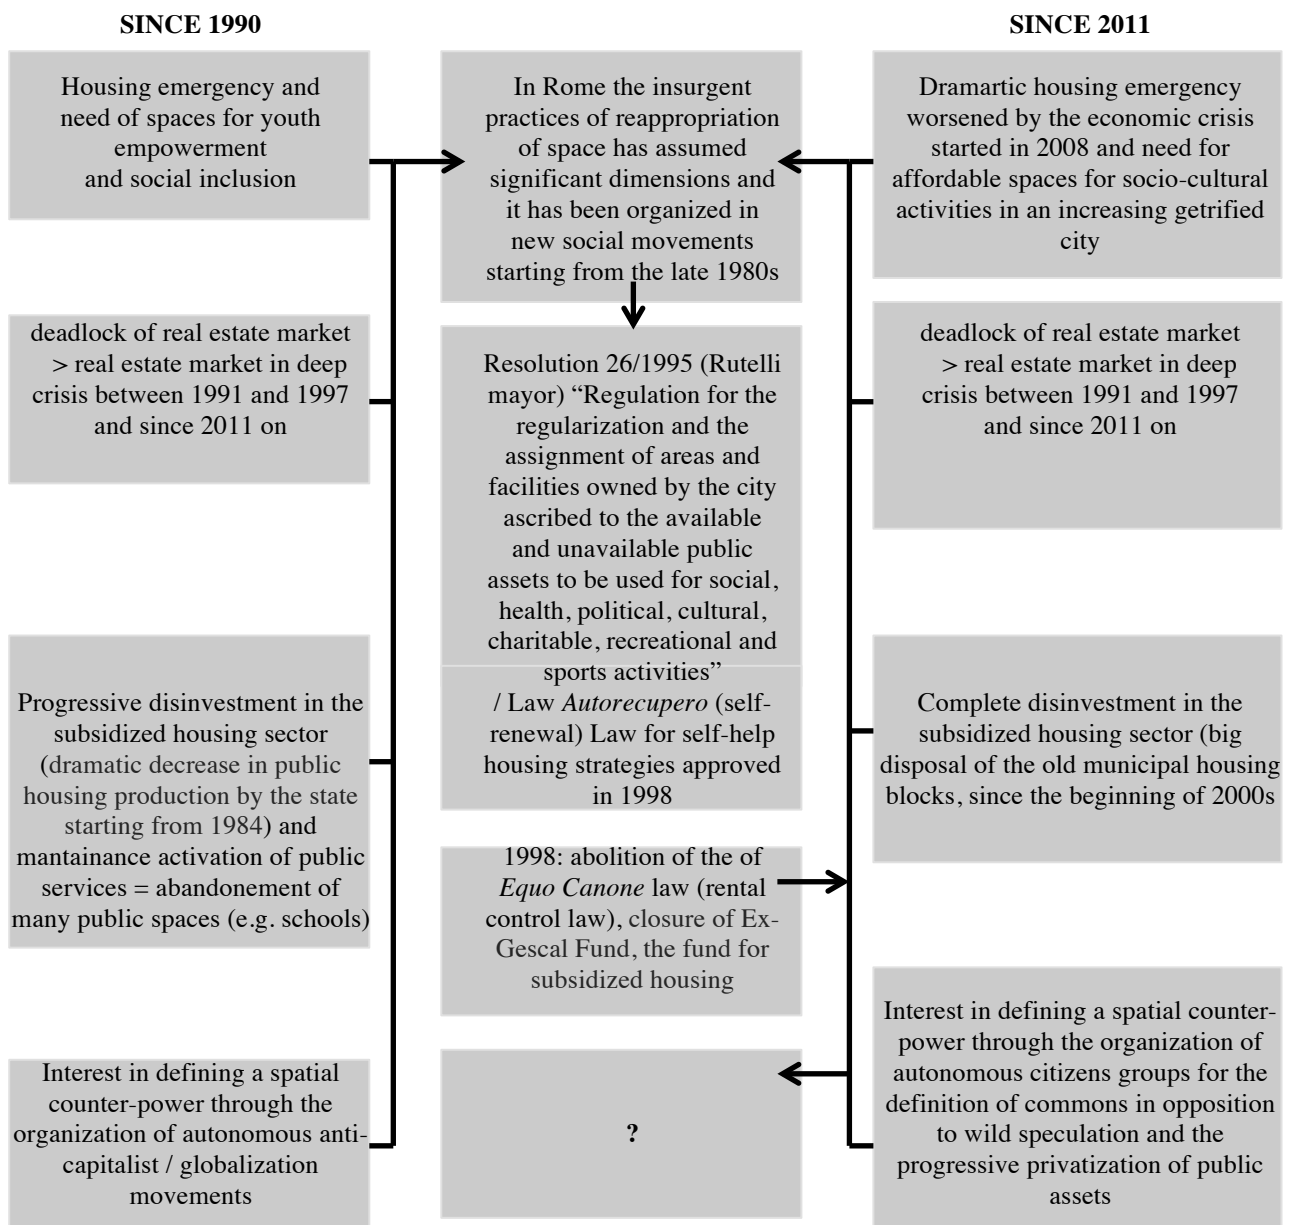 SINCE 1990
Housing emergency and
need of spaces for youth
empowerment
and social inclusion
deadlock of real estate market
> real estate market in deep
crisis between 1991 and 1997
and since 2011 on
Progressive disinvestment in the
subsidized housing sector
(dramatic decrease in public
housing production by the state
starting from 1984) and
mantainance activation of public
services = abandonement of
many public spaces (e.g. schools)
Interest in defining a spatial
counter-power through the
organization of autonomous anti-
capitalist / globalization
movements
In Rome the insurgent
practices of reappropriation
of space has assumed
significant dimensions and
it has been organized in
new social movements
starting from the late 1980s
Resolution 26/1995 (Rutelli
mayor) “Regulation for the
regularization and the
assignment of areas and
facilities owned by the city
ascribed to the available
and unavailable public
assets to be used for social,
health, political, cultural,
charitable, recreational and
sports activities”
/ Law Autorecupero (self-
renewal) Law for self-help
housing strategies approved
in 1998
1998: abolition of the of
Equo Canone law (rental
control law), closure of Ex-
Gescal Fund, the fund for
subsidized housing
?
SINCE 2011
Dramartic housing emergency
worsened by the economic crisis
started in 2008 and need for
affordable spaces for socio-cultural
activities in an increasing getrified
city
deadlock of real estate market
> real estate market in deep
crisis between 1991 and 1997
and since 2011 on
Complete disinvestment in the
subsidized housing sector (big
disposal of the old municipal housing
blocks, since the beginning of 2000s
Interest in defining a spatial counter-
power through the organization of
autonomous citizens groups for the
definition of commons in opposition
to wild speculation and the
progressive privatization of public
assets